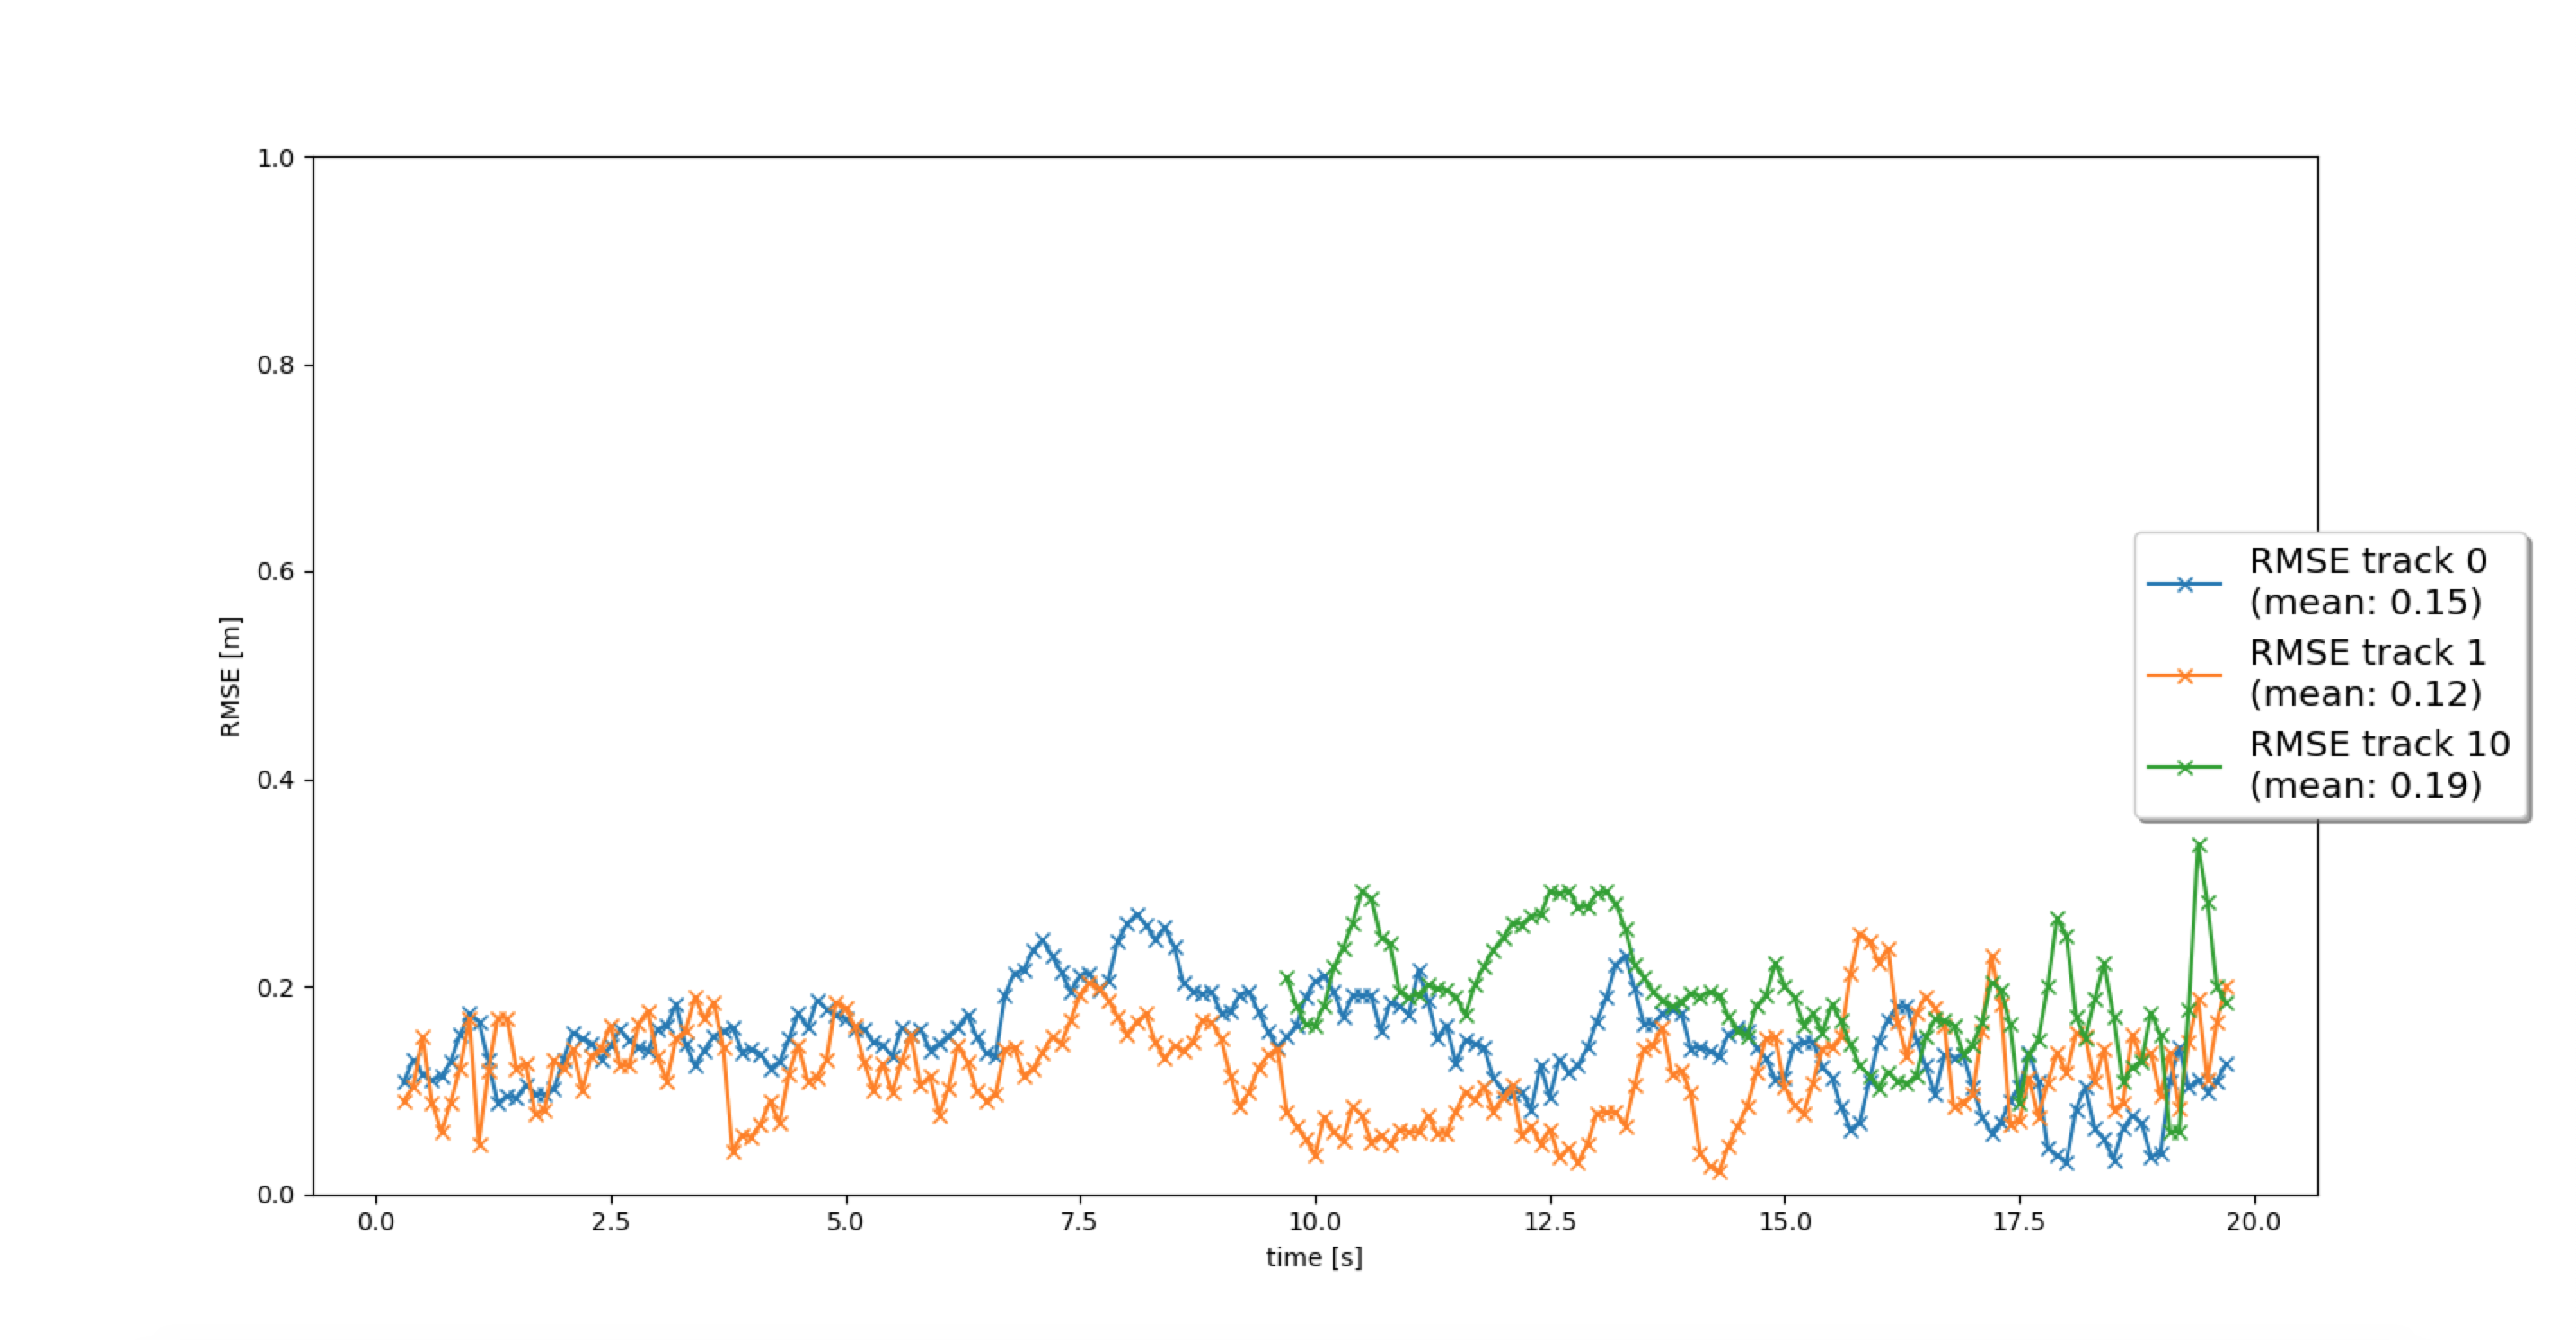 1.0
0.8
0.6
0.4
0.2
0.0
RMSE [m]
0.0 2.5 5.0 7.5 10.0 12.5 15.0 17.5 20.0
time [s]
RMSE track 0
(mean: 0.15)
RMSE track 1
(mean: 0.12)
RMSE track 10
(mean: 0.19)